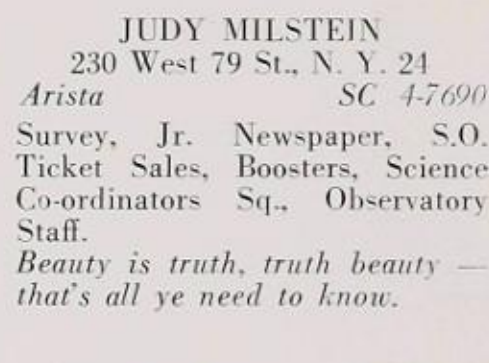 JUDY MILSTEIN
230 West 79 St., N. Y. 24
Arista SC 4-7690
Survey, Jr. Newspaper, S.O.
Ticket Sales, Boosters, Science
Co-ordinators Sq., Observatory
Staff.
Beauty is truth, truth beauty —
that's all ye need to know.